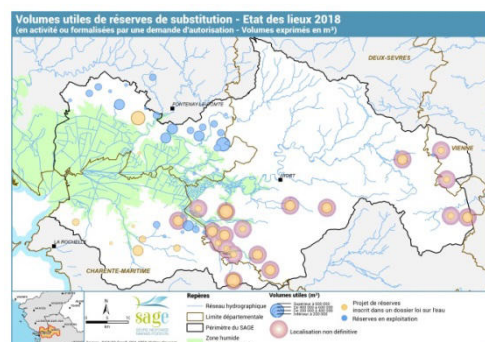 Volumes utiles de réserves de substitution - Etat des lieux 2018
(en activité ou formalisées par une demande d'autorisation - Volumes exprimés en m³)
DEUX-SEVRES
FONTENAY-LE-COMTE
VIENNE
NIORT
LA ROCHELLE
CHARENTE-MARITIME
sage
Repères
Réseau hydrographique
Limite départementale
Périmètre du SAGE
Zone humide
Volumes utiles (m³)
Localisation non définitive
Projet de réserves
inscrit dans un dossier loi sur l'eau
Réserves en exploitation